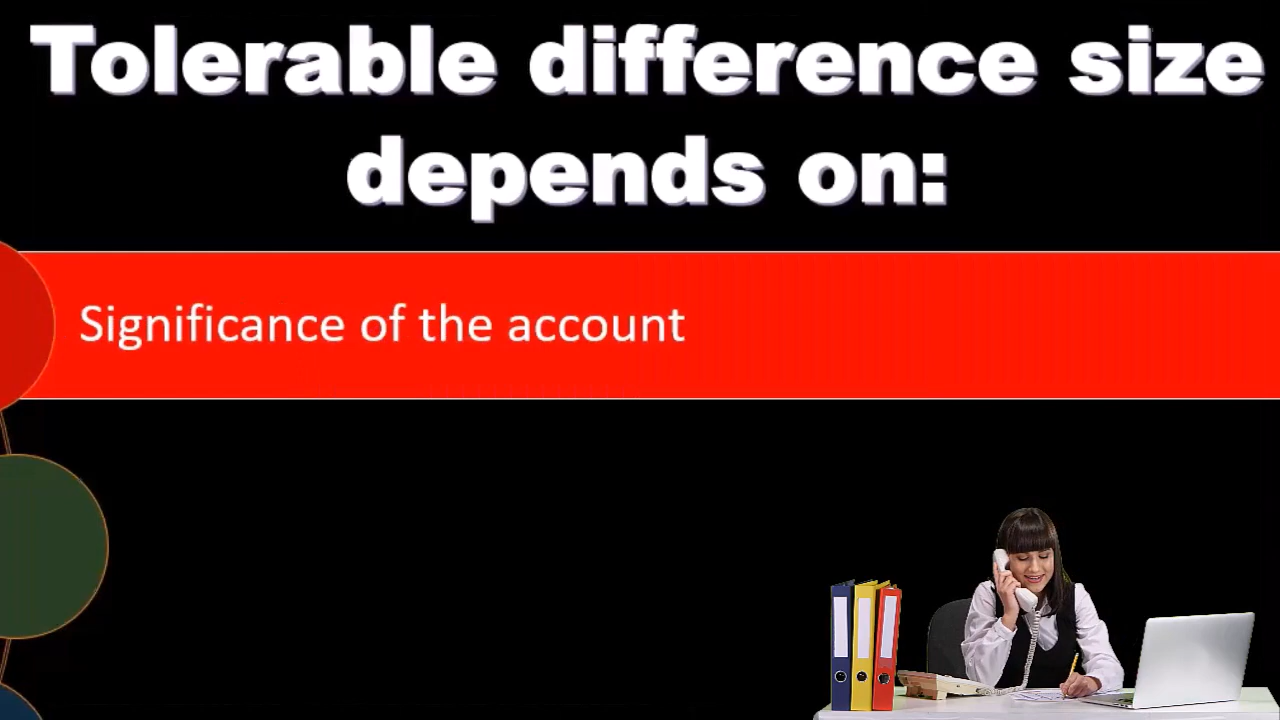 Tolerable difference size
depends on:
Significance of the account